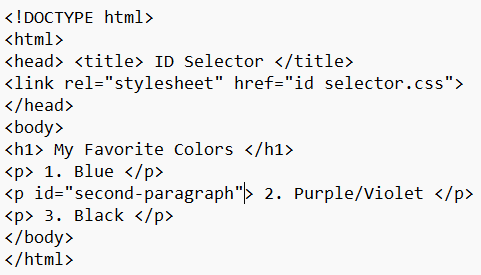 <!DOCTYPE html>
<html>
<head> <title> ID Selector </title>
<link rel="stylesheet" href="id selector.css">
</head>
<body>
<h1> My Favorite Colors </h1>
<p> 1. Blue </p>
<p id="second-paragraph"> 2. Purple/Violet </p>
<p> 3. Black </p>
</body>
</html>